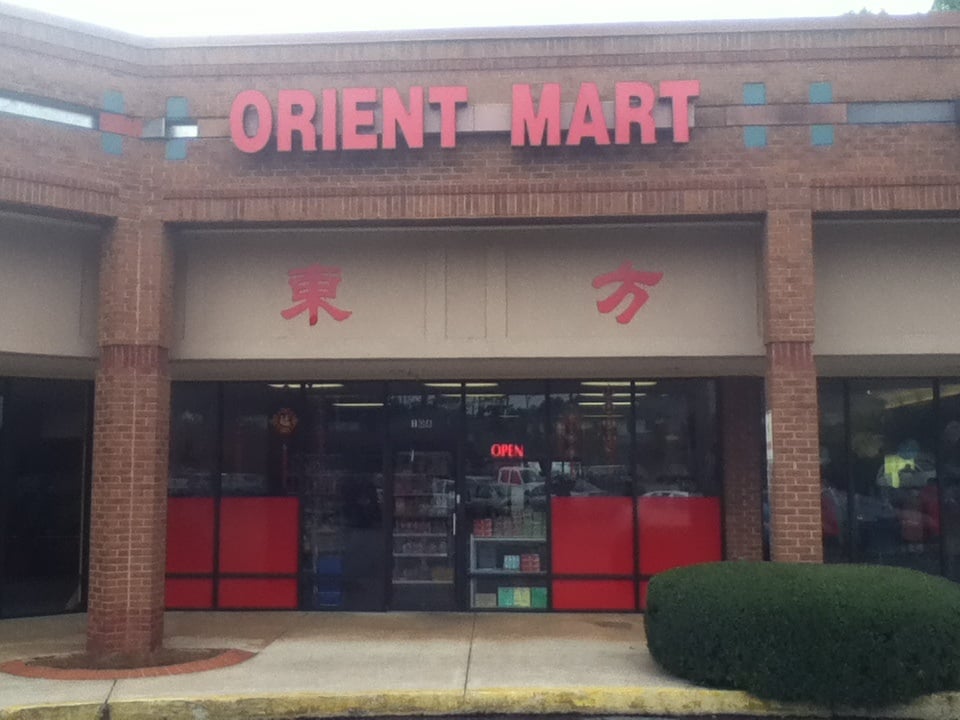 ORIENT MART
東 方
OPEN